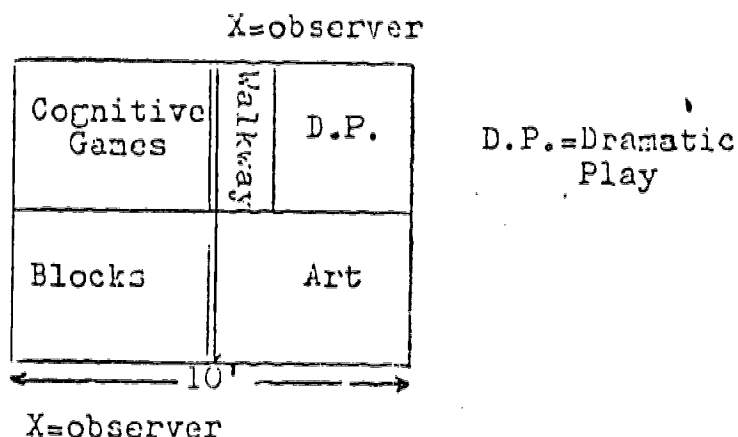 X=observer
Cognitive
Games
Walkway
D.P.
D.P.=Dramatic
Play
Blocks
Art
10'
X=observer